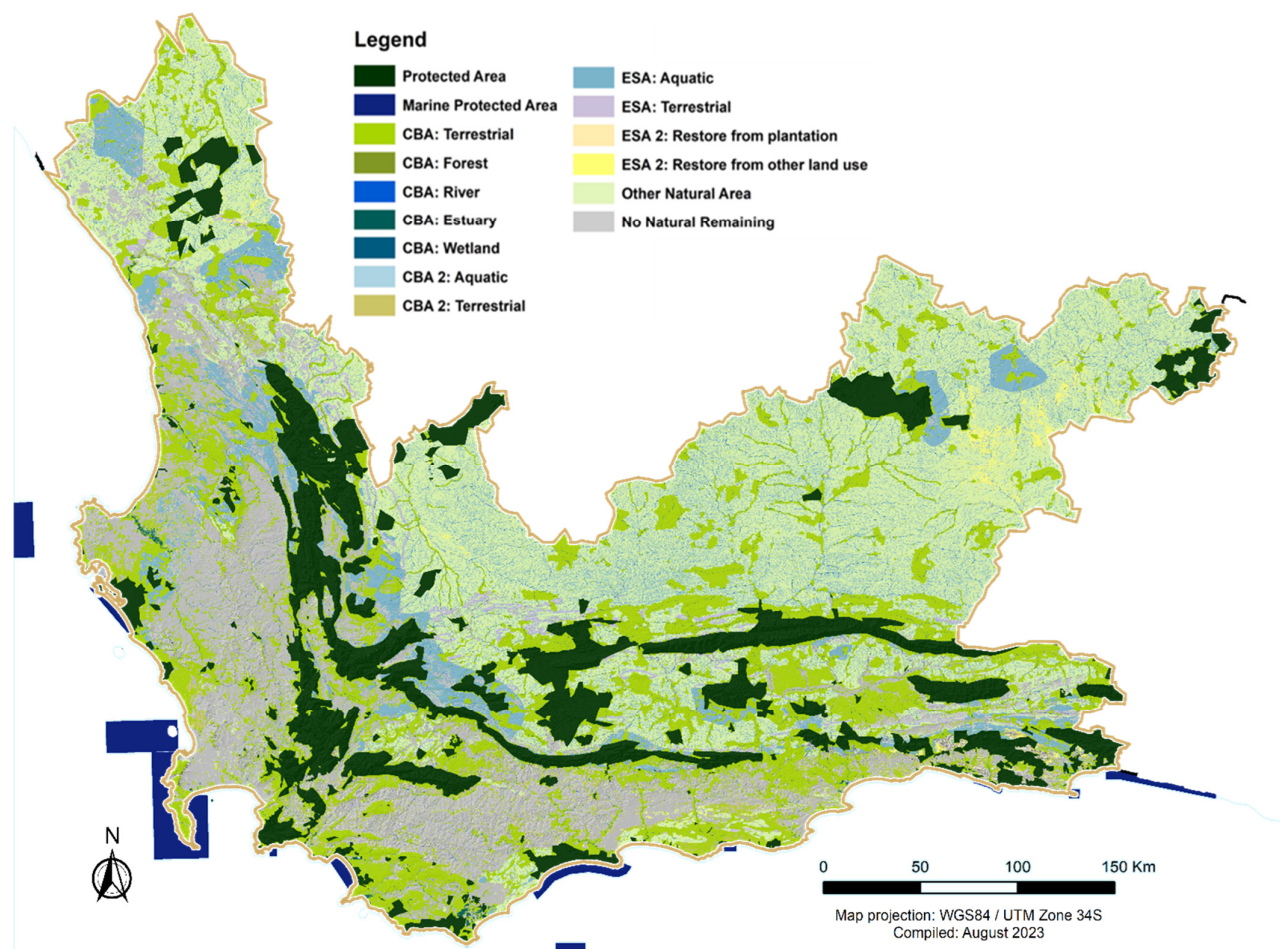 Legend
Protected Area
Marine Protected Area
CBA: Terrestrial
CBA: Forest
CBA: River
CBA: Estuary
CBA: Wetland
CBA 2: Aquatic
CBA 2: Terrestrial
ESA: Aquatic
ESA: Terrestrial
ESA 2: Restore from plantation
ESA 2: Restore from other land use
Other Natural Area
No Natural Remaining
N
0 50 100 150 Km
Map projection: WGS84 / UTM Zone 34S
Compiled: August 2023